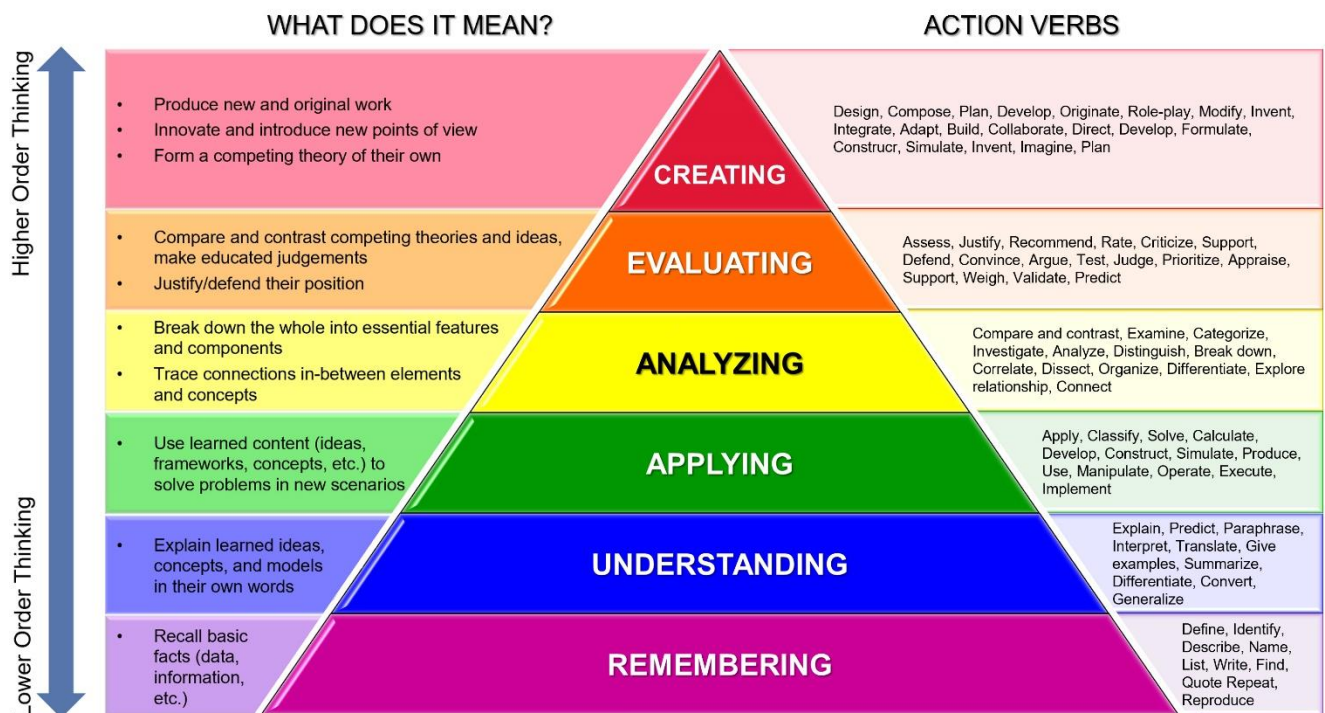 WHAT DOES IT MEAN?
ACTION VERBS
Higher Order Thinking
Lower Order Thinking
• Produce new and original work
• Innovate and introduce new points of view
• Form a competing theory of their own
CREATING
Design, Compose, Plan, Develop, Originate, Role-play, Modify, Invent,
Integrate, Adapt, Build, Collaborate, Direct, Develop, Formulate,
Construcr, Simulate, Invent, Imagine, Plan
• Compare and contrast competing theories and ideas,
make educated judgements
• Justify/defend their position
EVALUATING
Assess, Justify, Recommend, Rate, Criticize, Support,
Defend, Convince, Argue, Test, Judge, Prioritize, Appraise,
Support, Weigh, Validate, Predict
• Break down the whole into essential features
and components
• Trace connections in-between elements
and concepts
ANALYZING
Compare and contrast, Examine, Categorize,
Investigate, Analyze, Distinguish, Break down,
Correlate, Dissect, Organize, Differentiate, Explore
relationship, Connect
• Use learned content (ideas,
frameworks, concepts, etc.) to
solve problems in new scenarios
APPLYING
Apply, Classify, Solve, Calculate,
Develop, Construct, Simulate, Produce,
Use, Manipulate, Operate, Execute,
Implement
• Explain learned ideas,
concepts, and models
in their own words
UNDERSTANDING
Explain, Predict, Paraphrase,
Interpret, Translate, Give
examples, Summarize,
Differentiate, Convert,
Generalize
• Recall basic
facts (data,
information,
etc.)
REMEMBERING
Define, Identify,
Describe, Name,
List, Write, Find,
Quote Repeat,
Reproduce